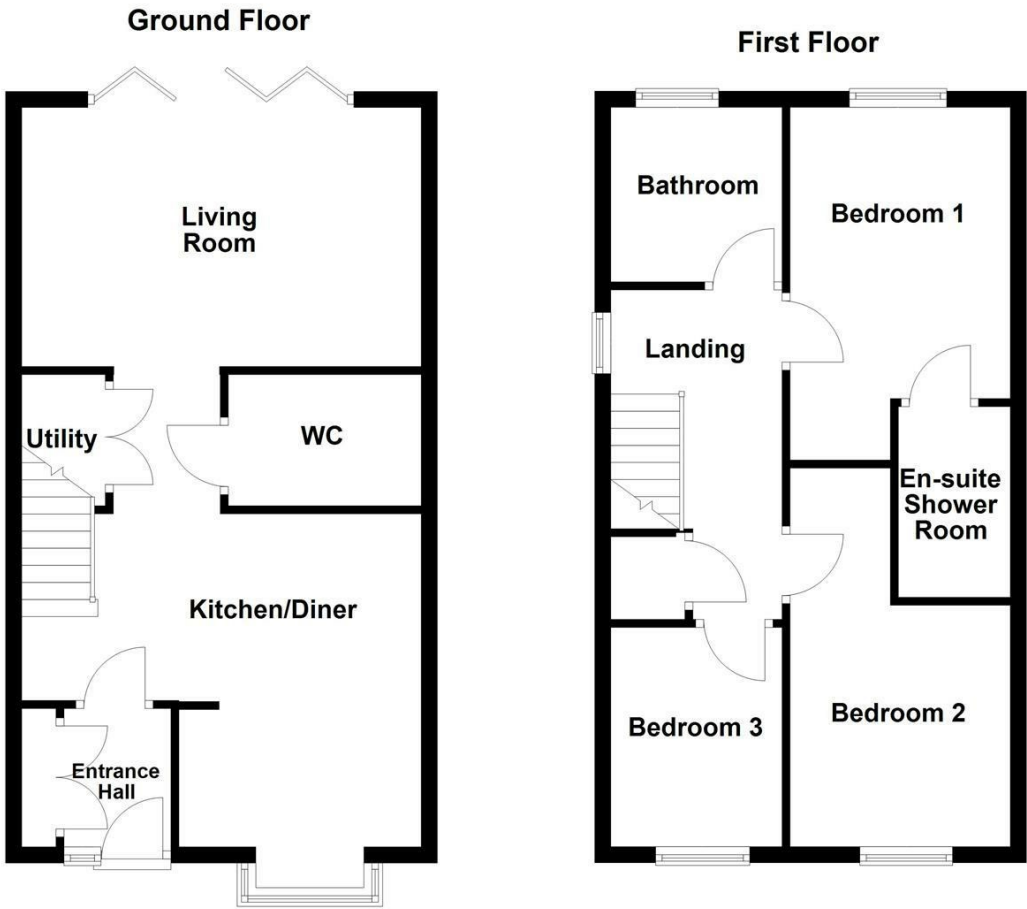 Ground Floor
Living
Room
Utility
WC
Kitchen/Diner
Entrance
Hall
First Floor
Bathroom
Bedroom 1
Landing
En-suite
Shower
Room
Bedroom 3
Bedroom 2